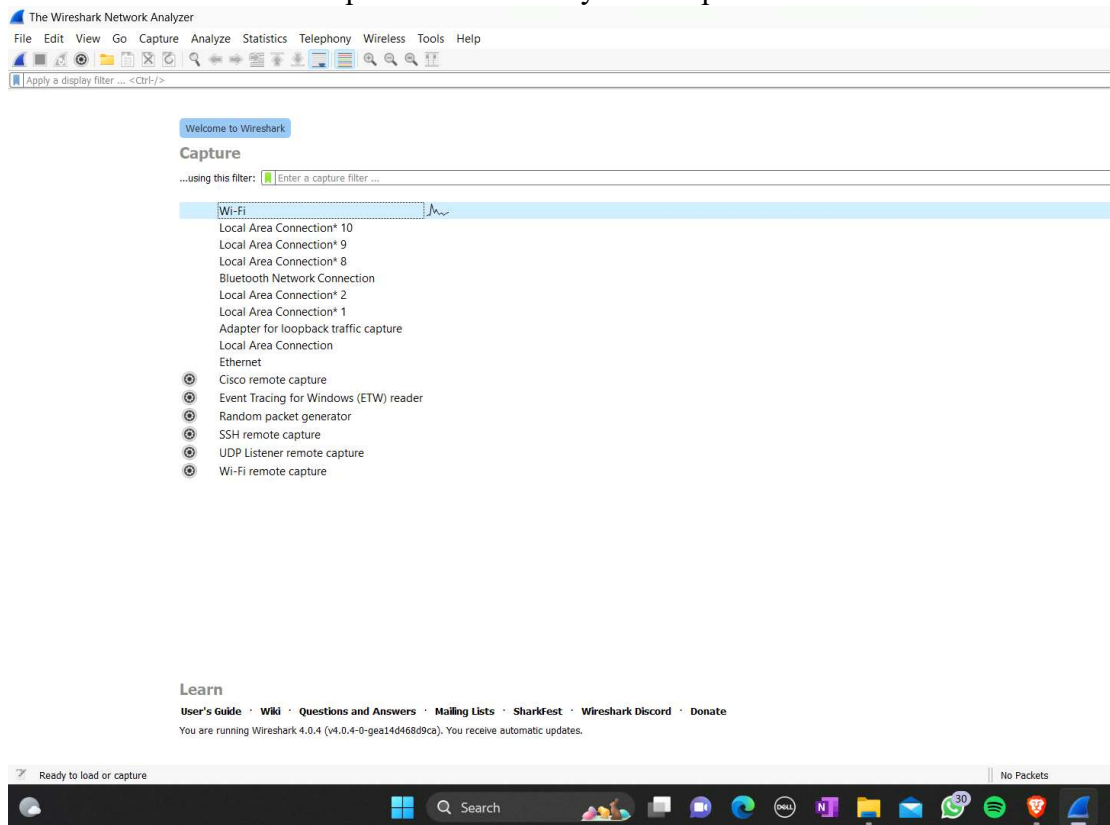 The Wireshark Network Analyzer
File Edit View Go Capture Analyze Statistics Telephony Wireless Tools Help
Apply a display filter ... <Ctrl-/>
Welcome to Wireshark
Capture
...using this filter: Enter a capture filter ...
Wi-Fi
Local Area Connection* 10
Local Area Connection* 9
Local Area Connection* 8
Bluetooth Network Connection
Local Area Connection* 2
Local Area Connection* 1
Adapter for loopback traffic capture
Local Area Connection
Ethernet
Cisco remote capture
Event Tracing for Windows (ETW) reader
Random packet generator
SSH remote capture
UDP Listener remote capture
Wi-Fi remote capture
Learn
User's Guide · Wiki · Questions and Answers · Mailing Lists · SharkFest · Wireshark Discord · Donate
You are running Wireshark 4.0.4 (v4.0.4-0-gea14d468d9ca). You receive automatic updates.
Ready to load or capture No Packets
Search DELL N 30